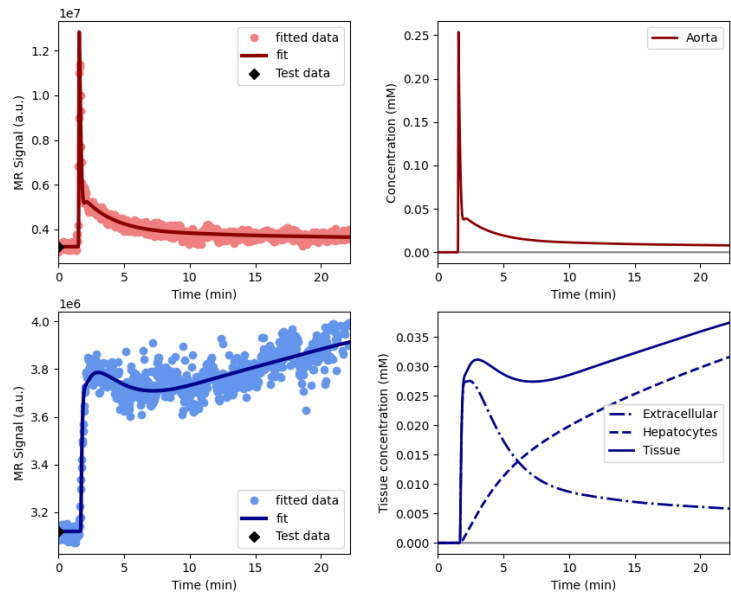 1e7
MR Signal (a.u.)
1.2
1.0
0.8
0.6
0.4
0 5 10 15 20
Time (min)
fitted data
fit
Test data
Concentration (mM)
0.25
0.20
0.15
0.10
0.05
0.00
0 5 10 15 20
Time (min)
Aorta
1e6
MR Signal (a.u.)
4.0
3.8
3.6
3.4
3.2
0 5 10 15 20
Time (min)
fitted data
fit
Test data
Tissue concentration (mM)
0.035
0.030
0.025
0.020
0.015
0.010
0.005
0.000
0 5 10 15 20
Time (min)
Extracellular
Hepatocytes
Tissue